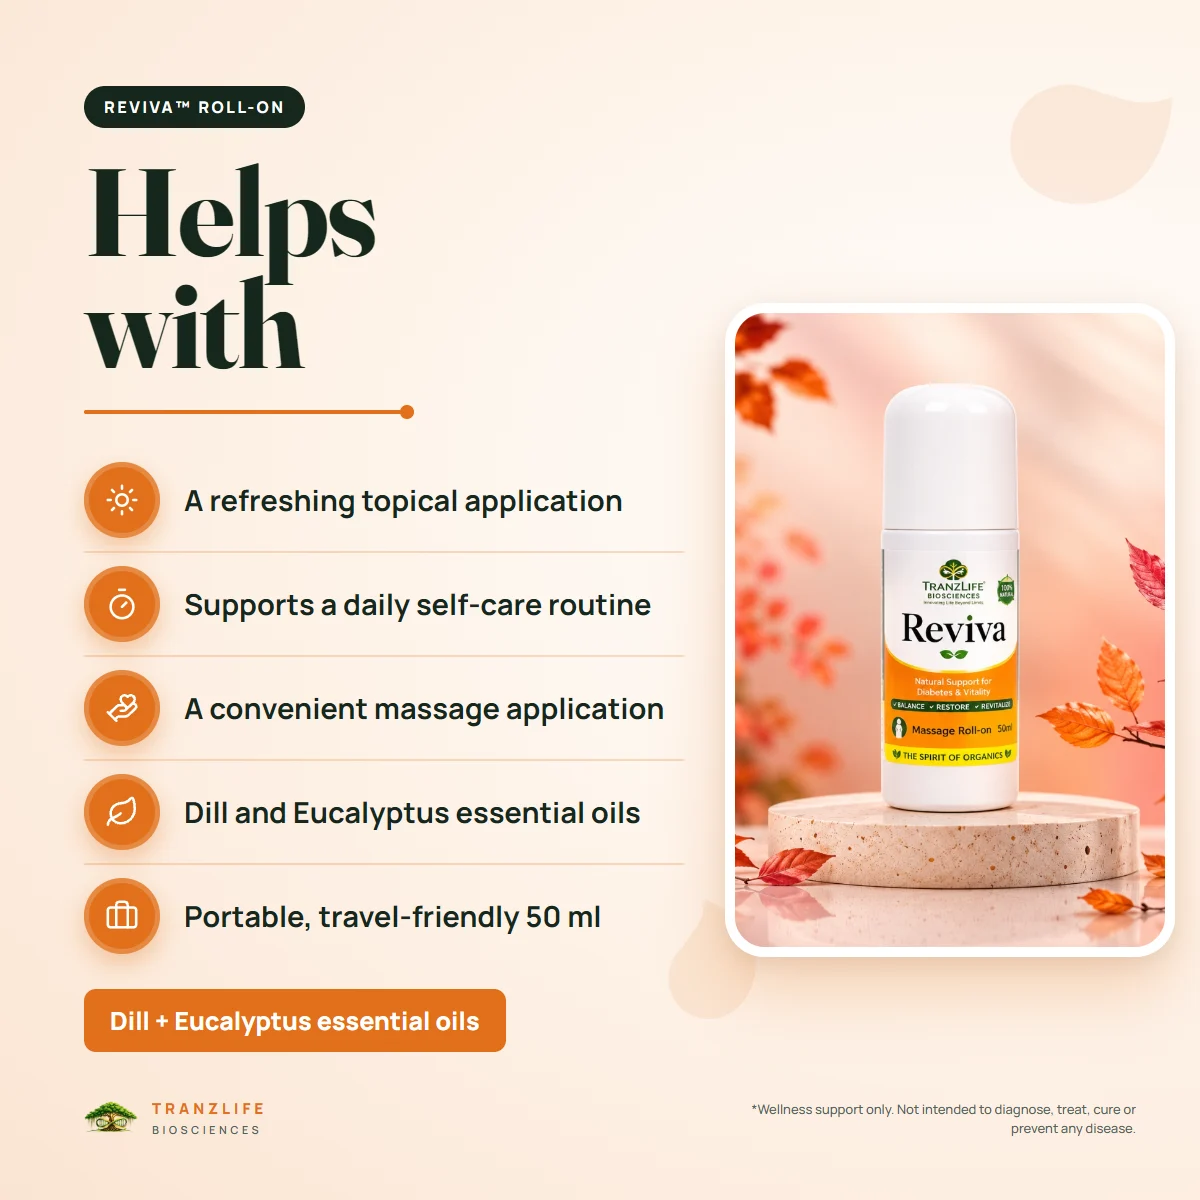 REVIVA™ ROLL-ON
Helps
with
A refreshing topical application
Supports a daily self-care routine
A convenient massage application
Dill and Eucalyptus essential oils
Portable, travel-friendly 50 ml
Dill + Eucalyptus essential oils
TRANZLIFE
BIOSCIENCES
100%
NATURAL
Reviva
Natural Support for
Diabetes & Vitality
✓ BALANCE ✓ RESTORE ✓ REVITALIZE
Massage Roll-on 50ml
THE SPIRIT OF ORGANICS
TRANZLIFE
BIOSCIENCES
*Wellness support only. Not intended to diagnose, treat, cure or
prevent any disease.